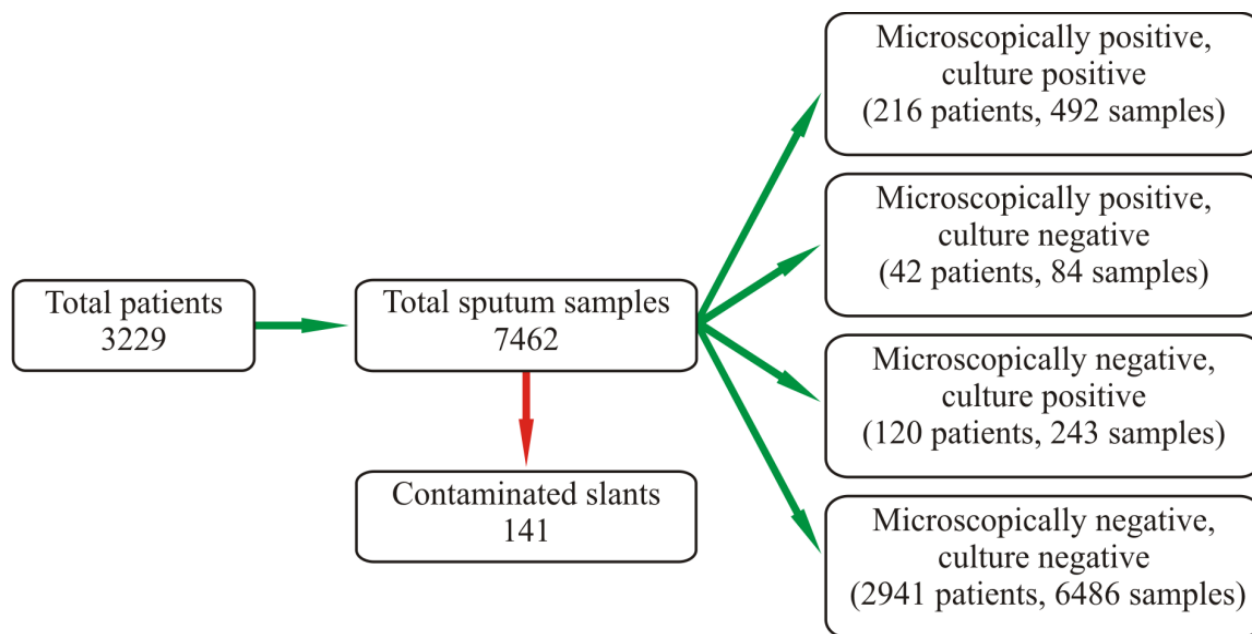 Total patients
3229
Total sputum samples
7462
Contaminated slants
141
Microscopically positive,
culture positive
(216 patients, 492 samples)
Microscopically positive,
culture negative
(42 patients, 84 samples)
Microscopically negative,
culture positive
(120 patients, 243 samples)
Microscopically negative,
culture negative
(2941 patients, 6486 samples)